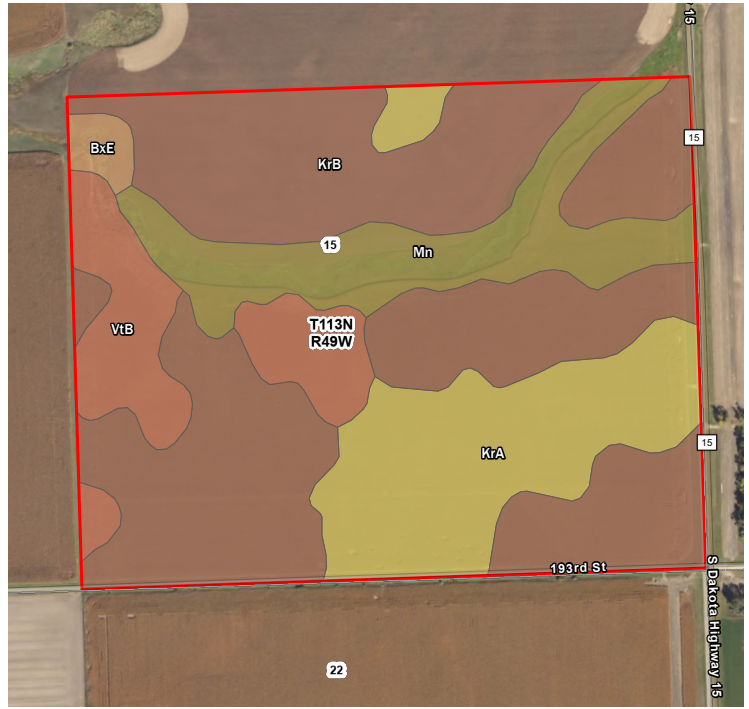 15
15
BxE
KrB
15
Mn
T113N
R49W
VtB
15
KrA
193rd St
S Dakota Highway 15
22